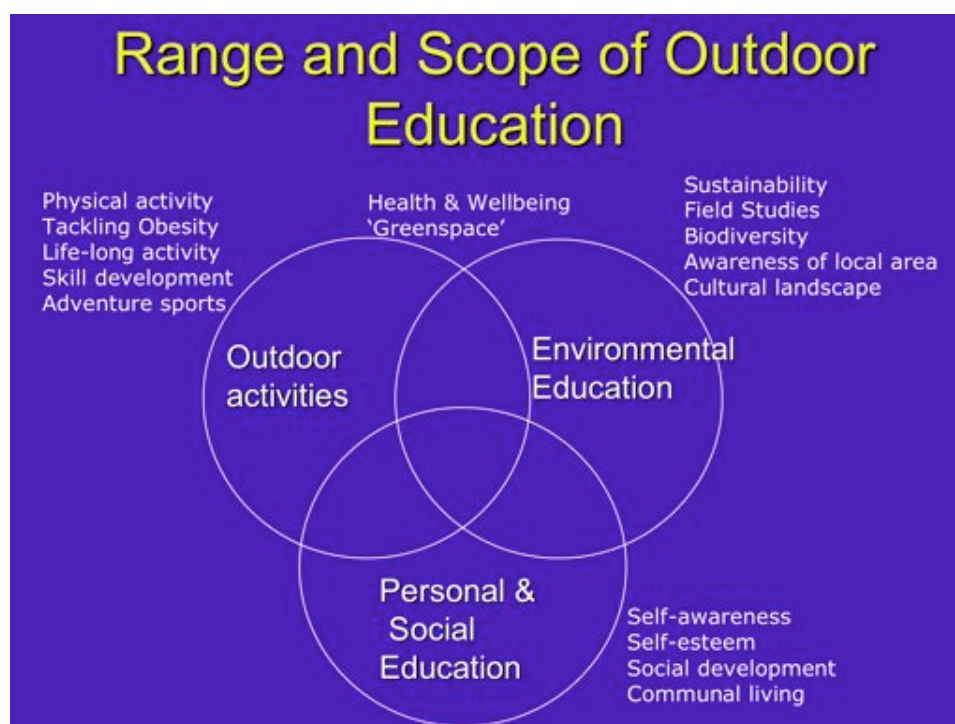 Range and Scope of Outdoor
Education
Physical activity
Tackling Obesity
Life-long activity
Skill development
Adventure sports
Health & Wellbeing
‘Greenspace’
Sustainability
Field Studies
Biodiversity
Awareness of local area
Cultural landscape
Outdoor
activities
Environmental
Education
Personal &
Social
Education
Self-awareness
Self-esteem
Social development
Communal living